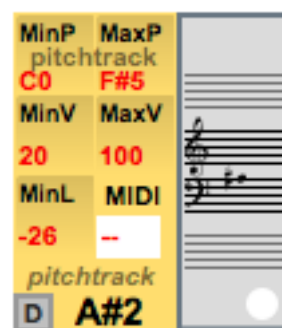 MinP MaxP
pitchtrack
C0 F#5
MinV MaxV
20 100
MinL MIDI
-26 --
pitchtrack
D A#2